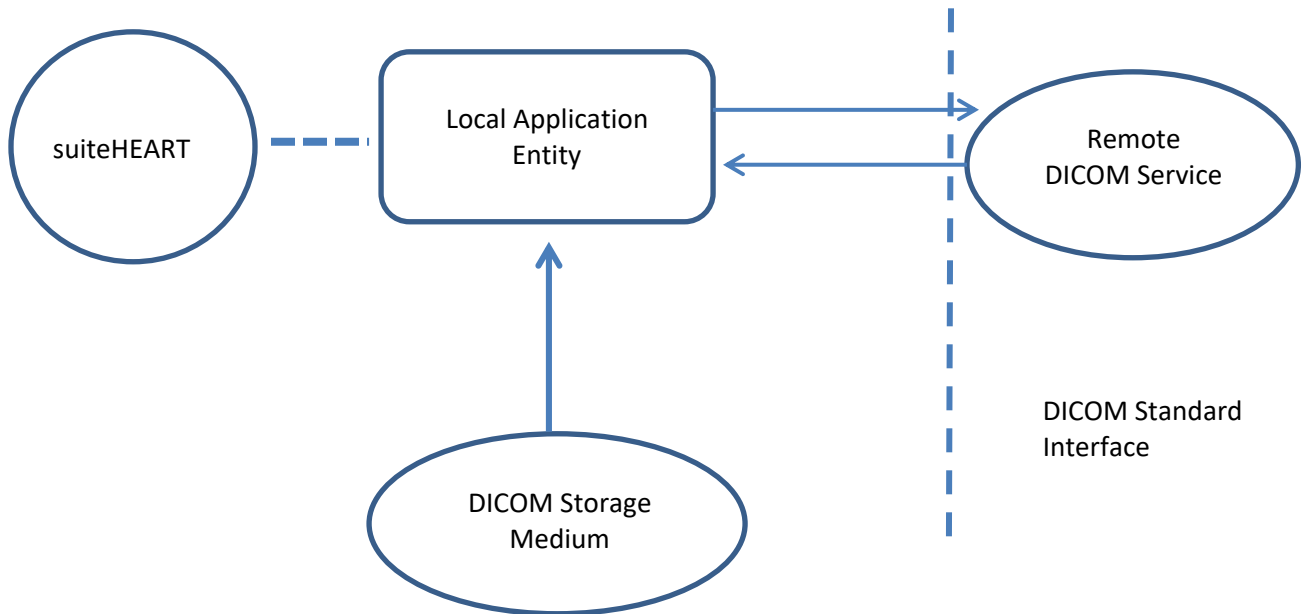 suiteHEART
Local Application
Entity
Remote
DICOM Service
DICOM Standard
Interface
DICOM Storage
Medium